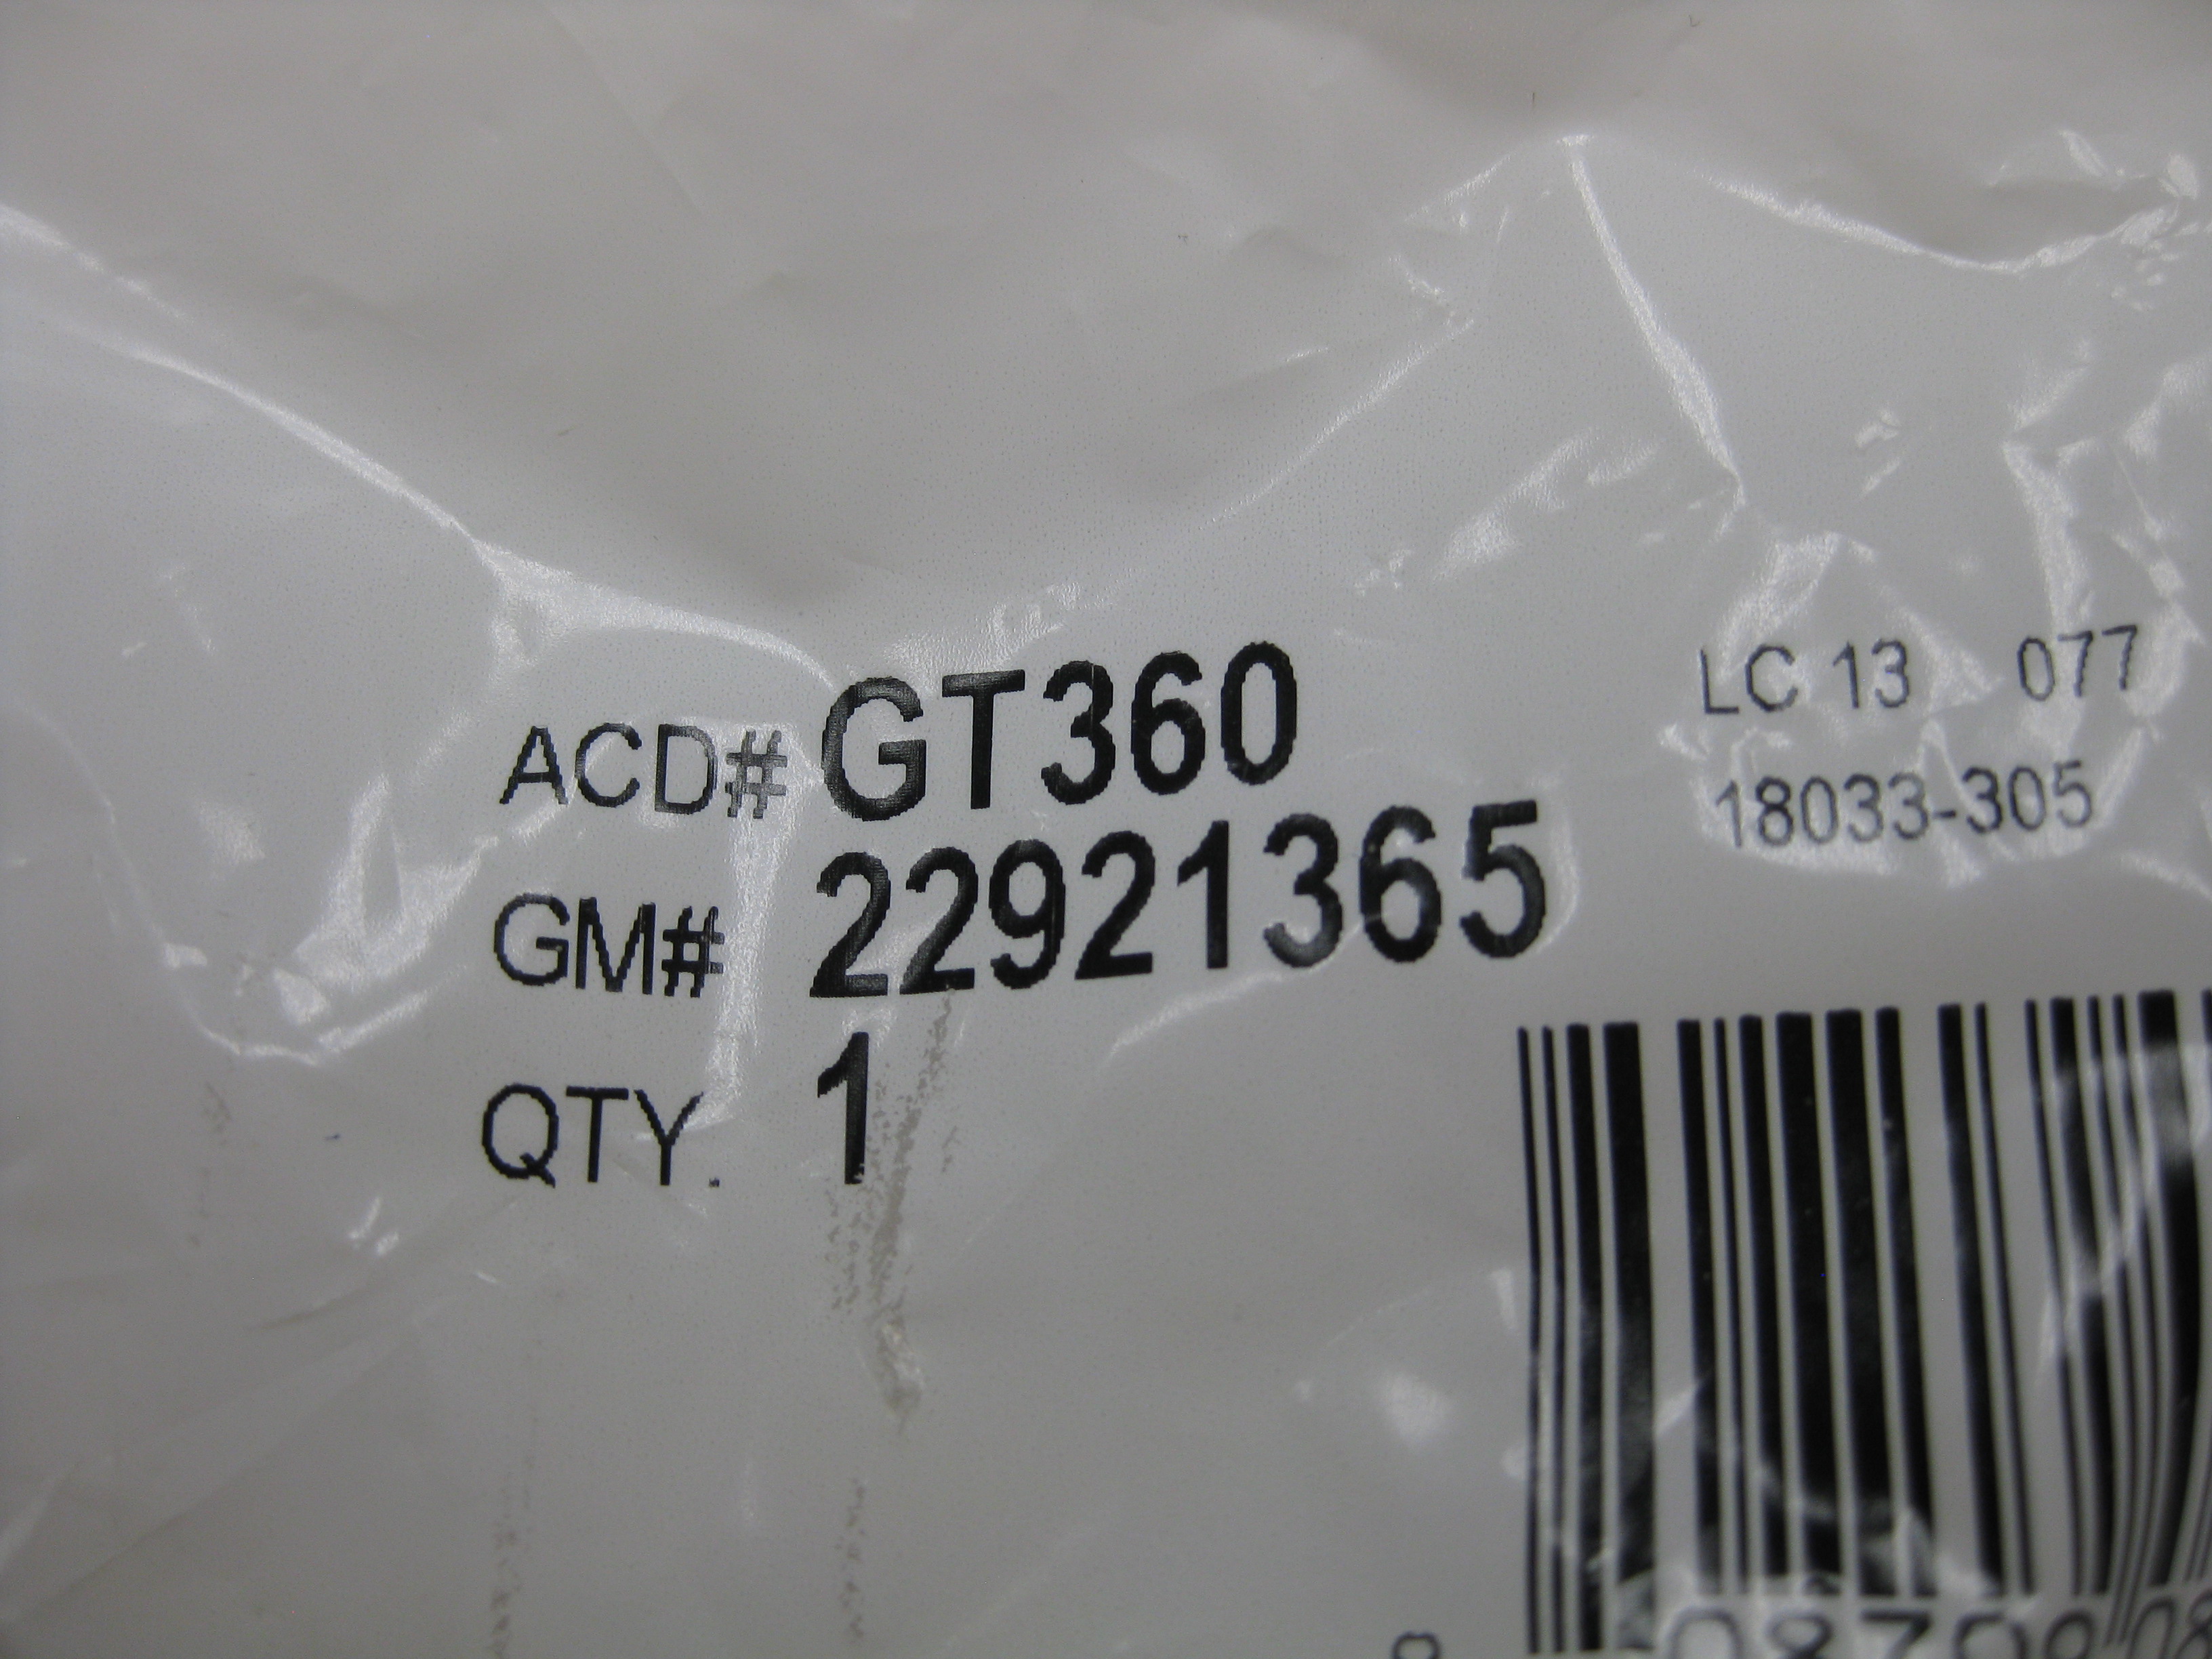 ACD# GT360
GM# 22921365
QTY. 1
LC 13 077
18033-305